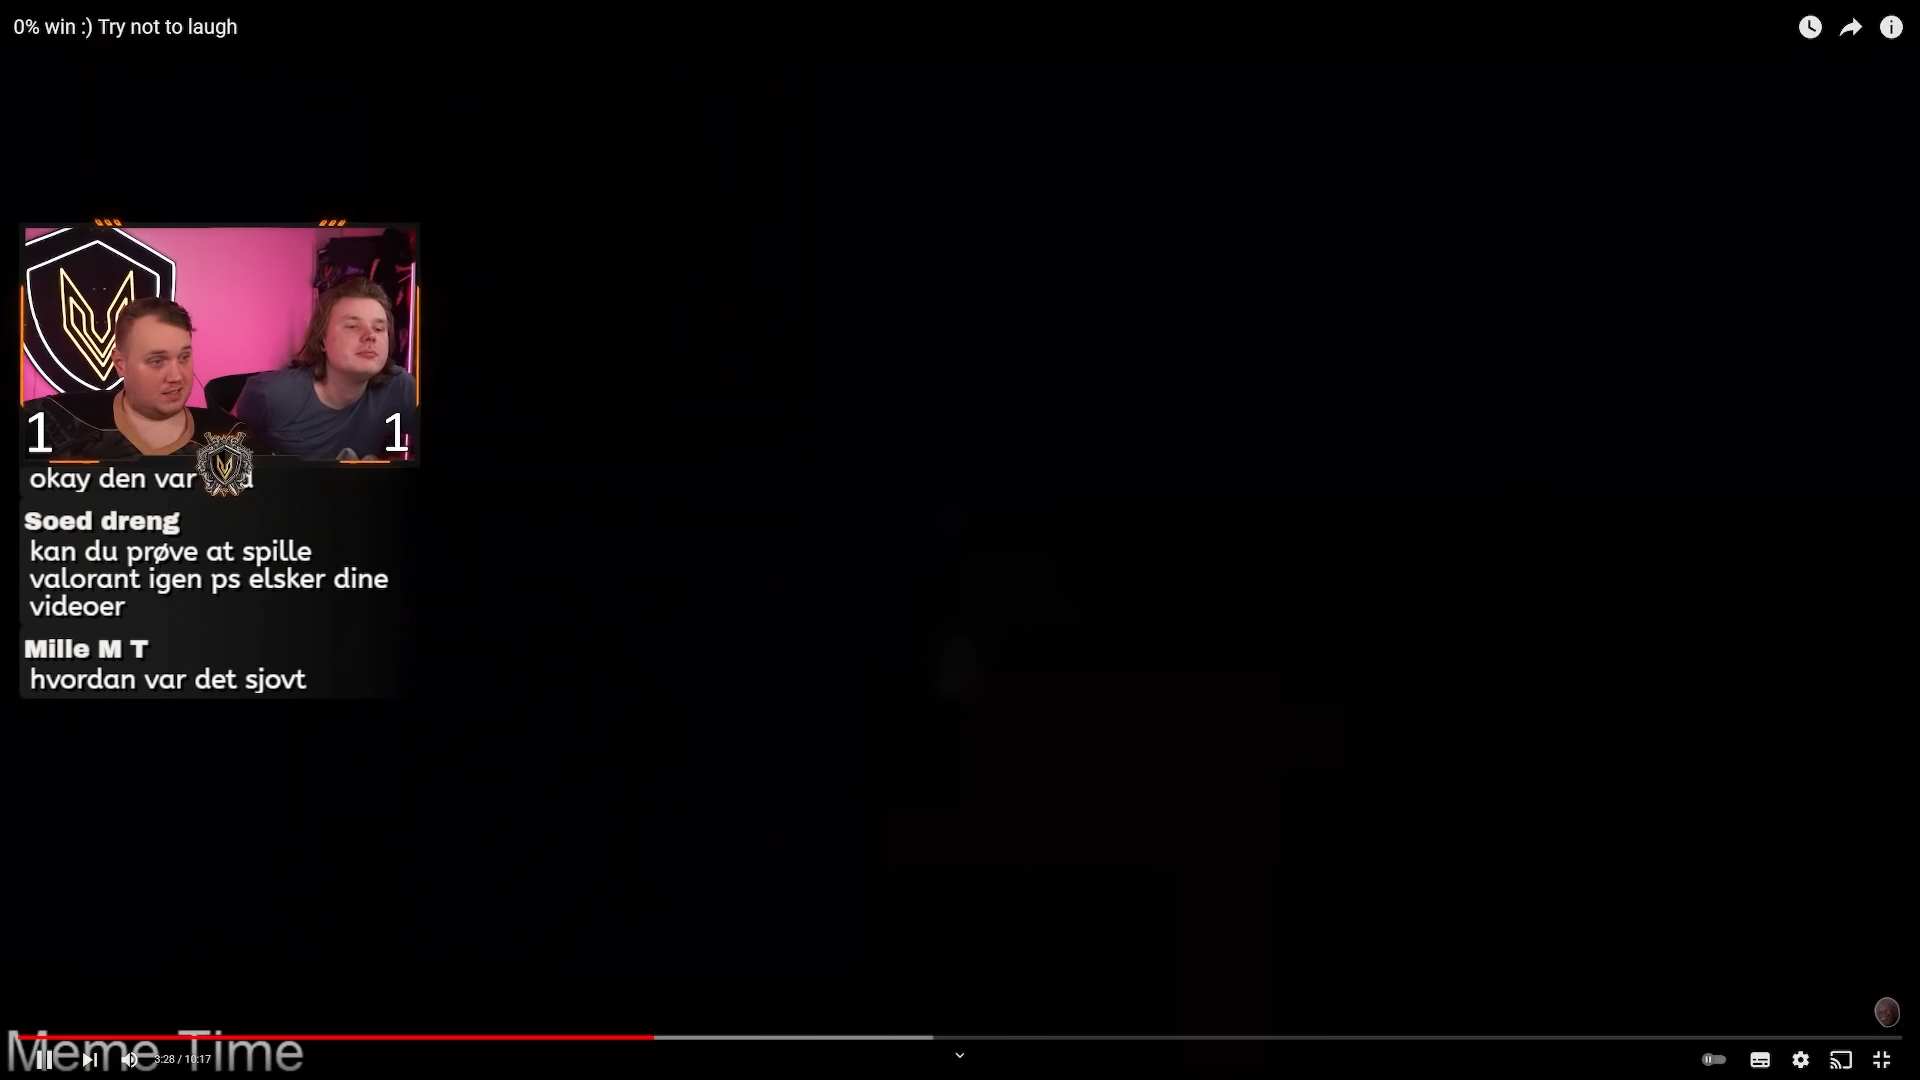 0% win :) Try not to laugh
1 1
okay den var
Soed dreng
kan du prøve at spille
valorant igen ps elsker dine
videoer
Mille M T
hvordan var det sjovt
Meme Time
3:28 / 10:17